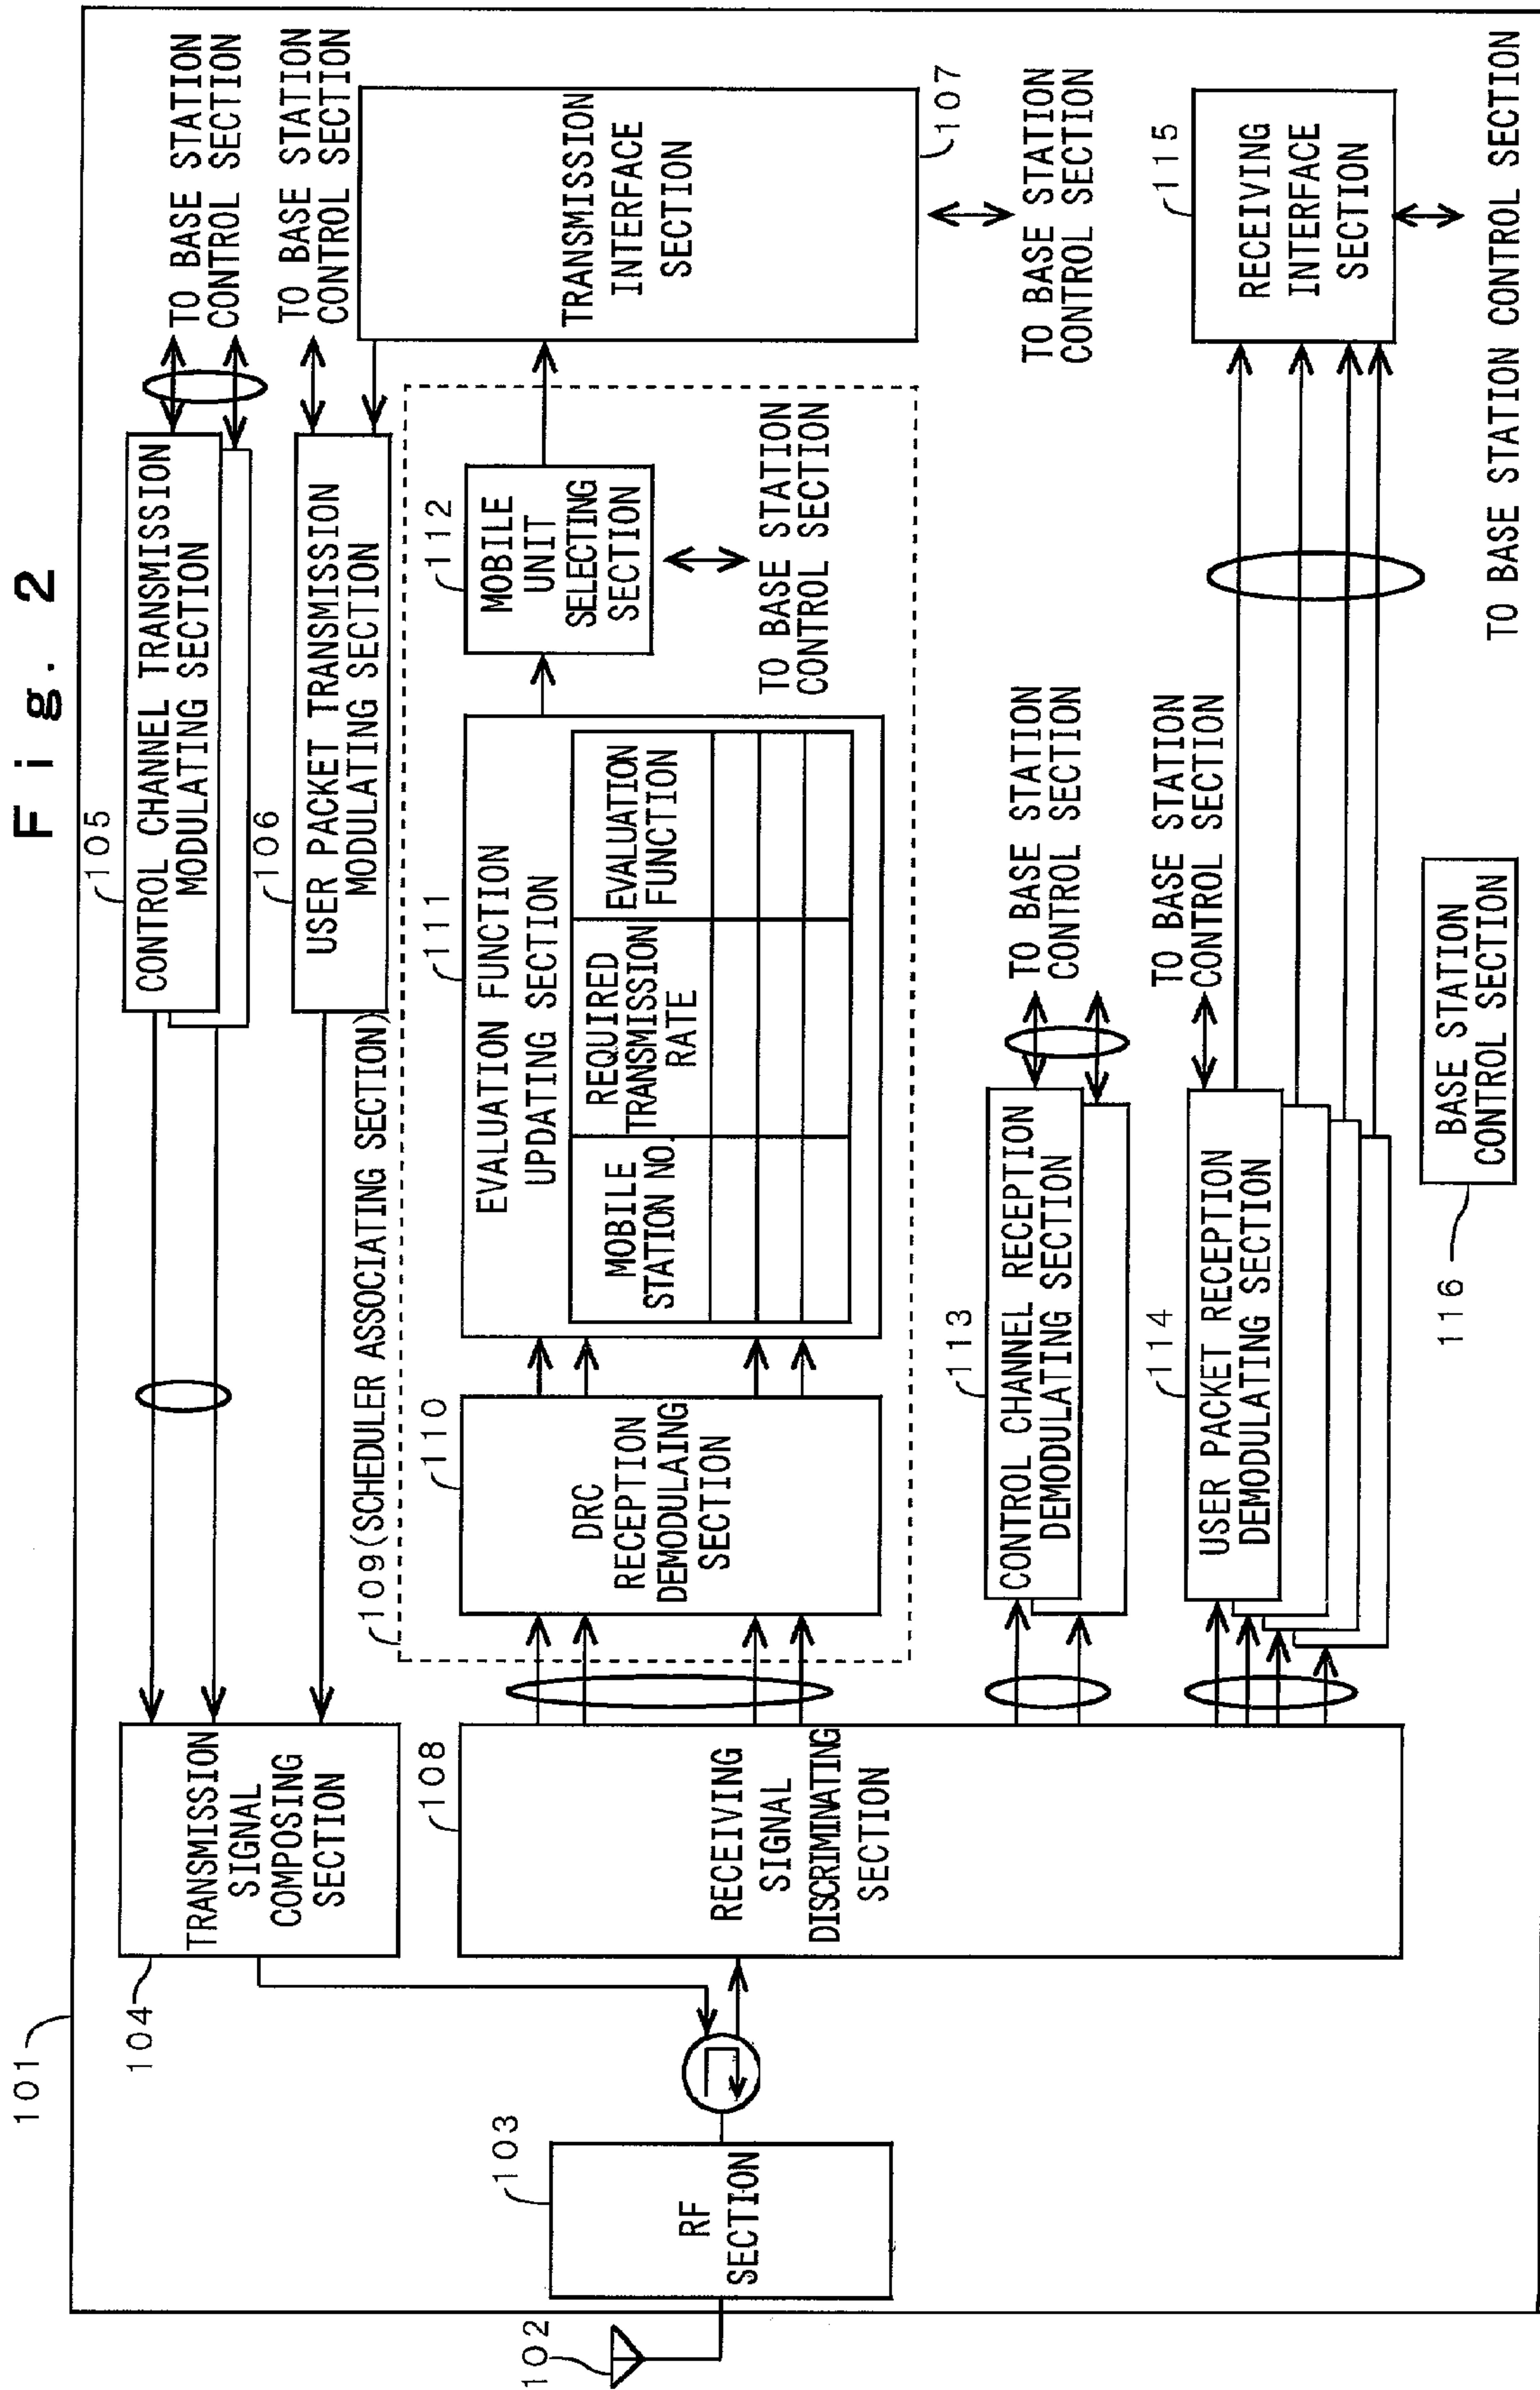 Fig. 2
101
102
103
RF
SECTION
104
TRANSMISSION
SIGNAL
COMPOSING
SECTION
105
CONTROL CHANNEL TRANSMISSION
MODULATING SECTION
TO BASE STATION
CONTROL SECTION
106
USER PACKET TRANSMISSION
MODULATING SECTION
TO BASE STATION
CONTROL SECTION
TRANSMISSION
INTERFACE
SECTION
107
TO BASE STATION
CONTROL SECTION
108
RECEIVING
SIGNAL
DISCRIMINATING
SECTION
109(SCHEDULER ASSOCIATING SECTION)
110
DRC
RECEPTION
DEMODULAING
SECTION
111
EVALUATION FUNCTION
UPDATING SECTION
MOBILE
STATION NO.
REQUIRED
TRANSMISSION
RATE
EVALUATION
FUNCTION
112
MOBILE
UNIT
SELECTING
SECTION
TO BASE STATION
CONTROL SECTION
113
CONTROL CHANNEL RECEPTION
DEMODULATING SECTION
TO BASE STATION
CONTROL SECTION
114
USER PACKET RECEPTION
DEMODULATING SECTION
TO BASE STATION
CONTROL SECTION
115
RECEIVING
INTERFACE
SECTION
TO BASE STATION CONTROL SECTION
116
BASE STATION
CONTROL SECTION